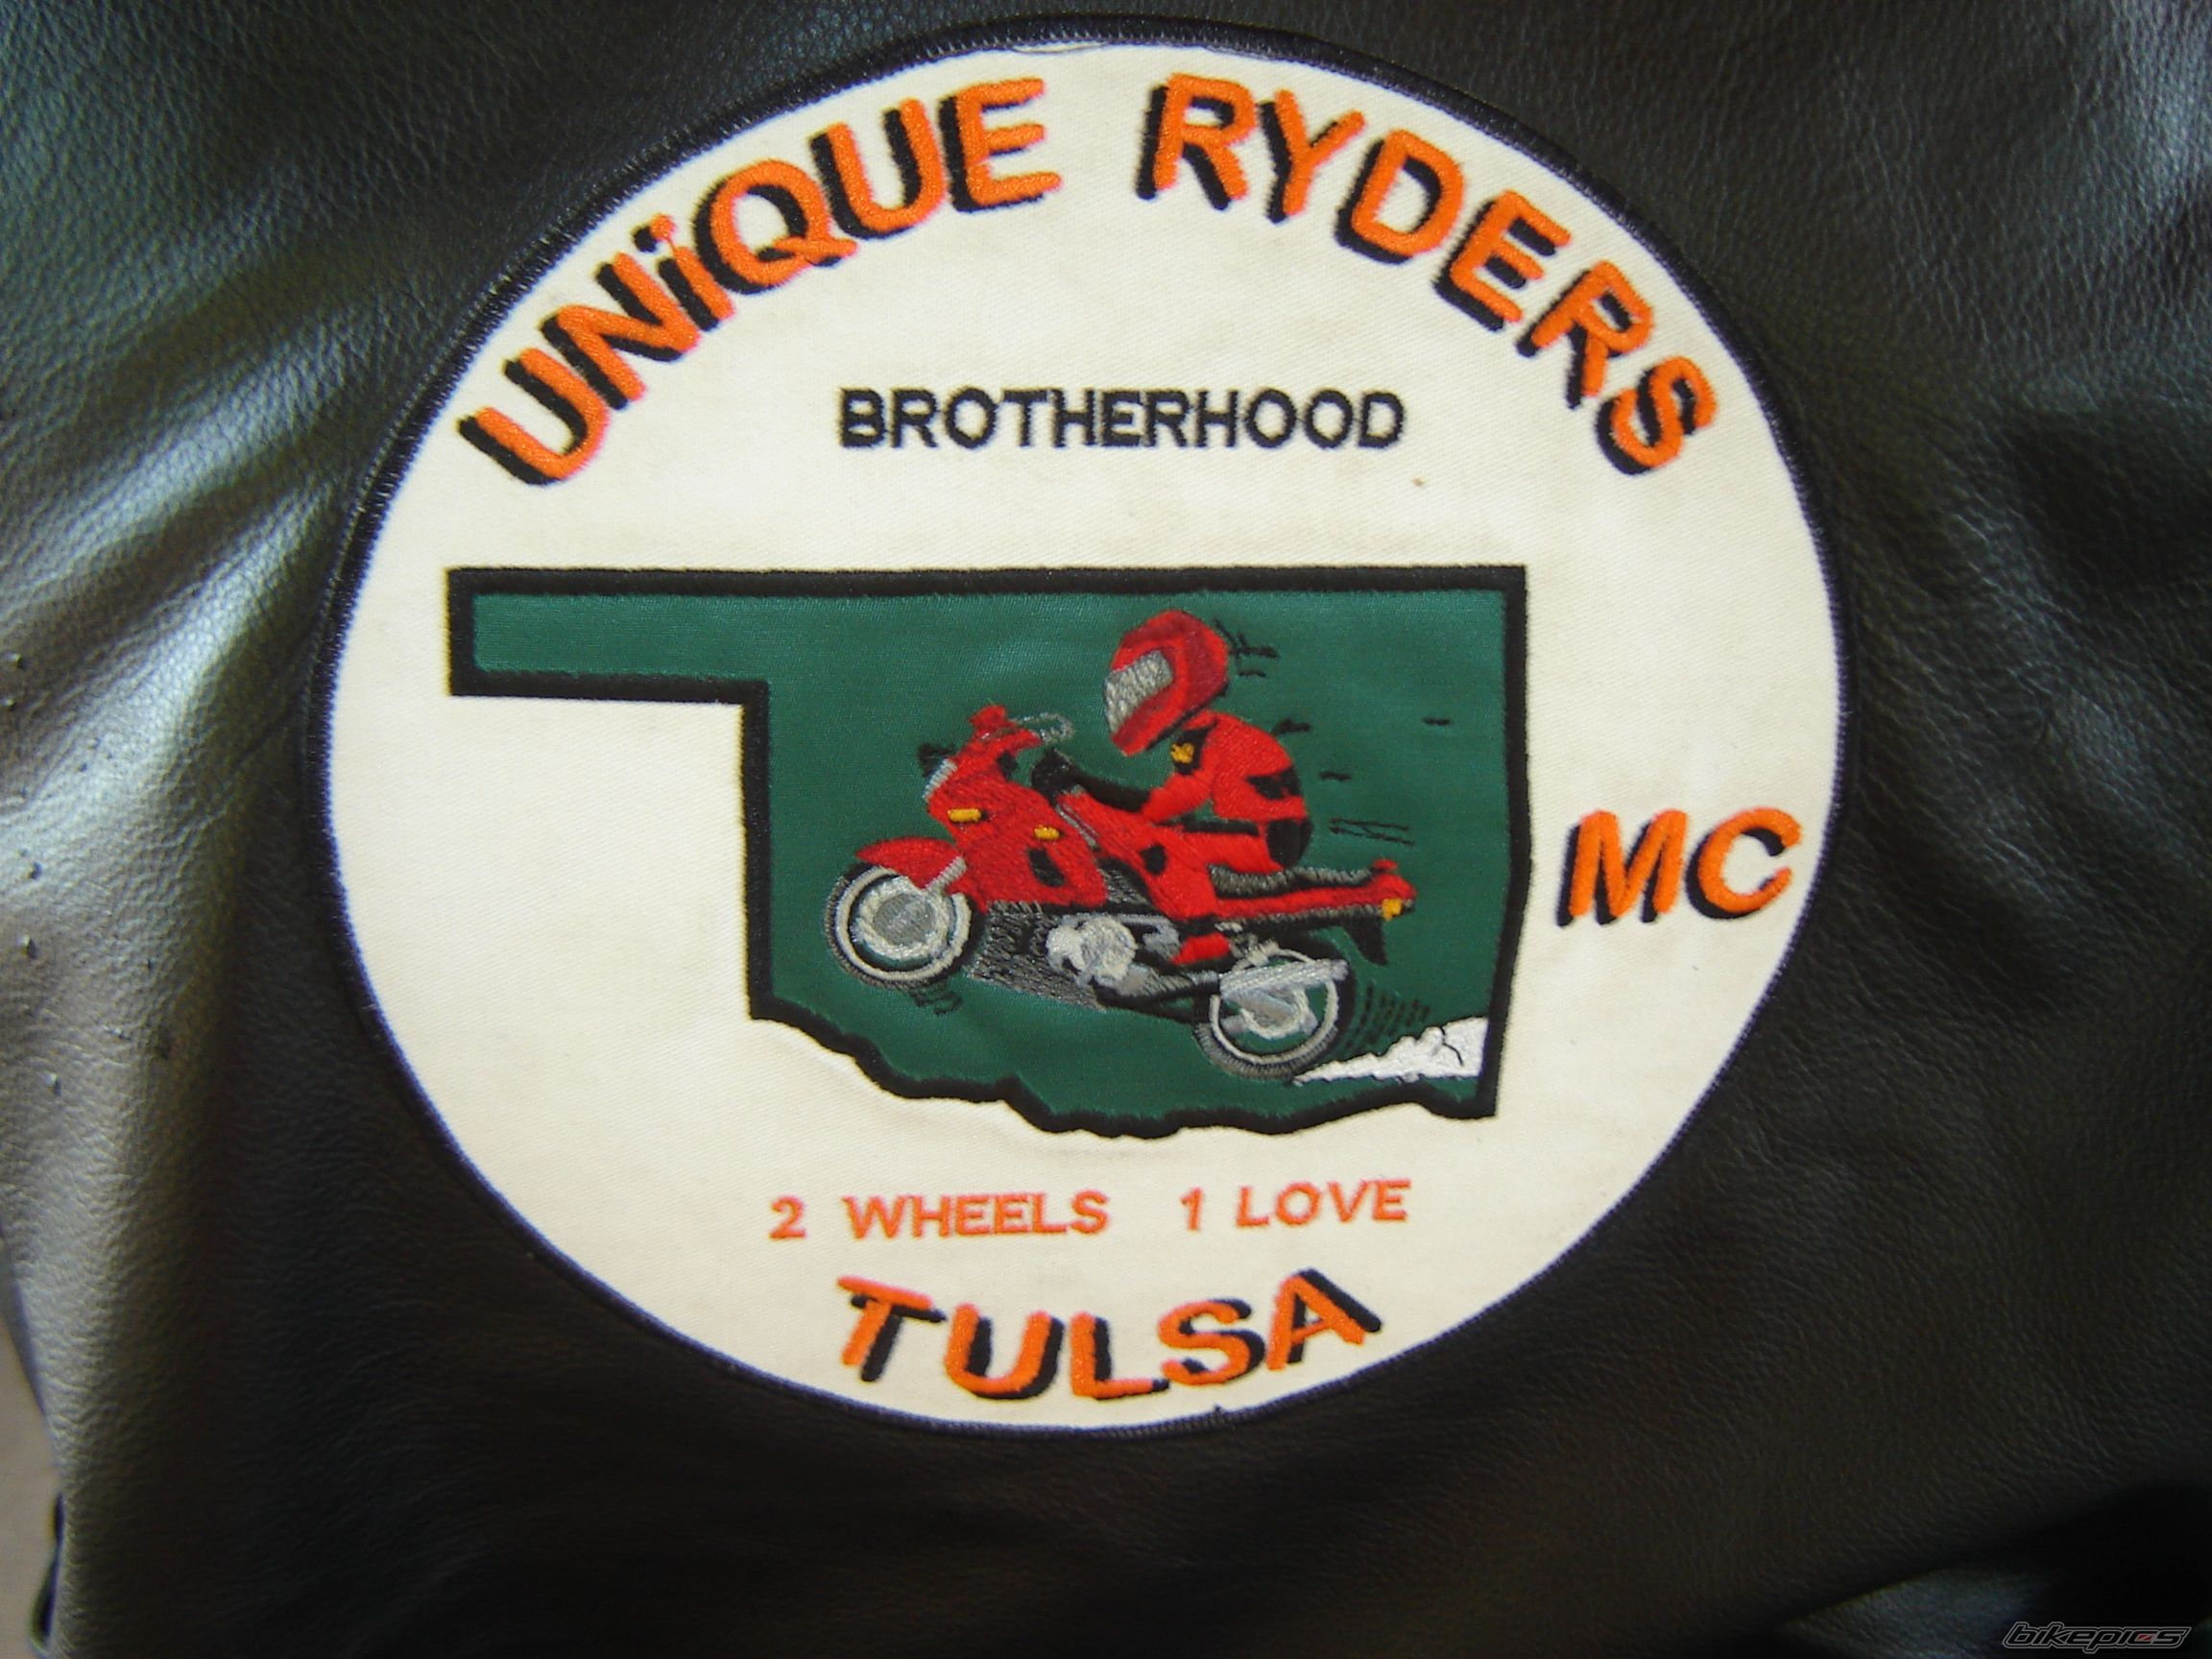 UNiQUE RYDERS
BROTHERHOOD
MC
2 WHEELS 1 LOVE
TULSA
bikepics